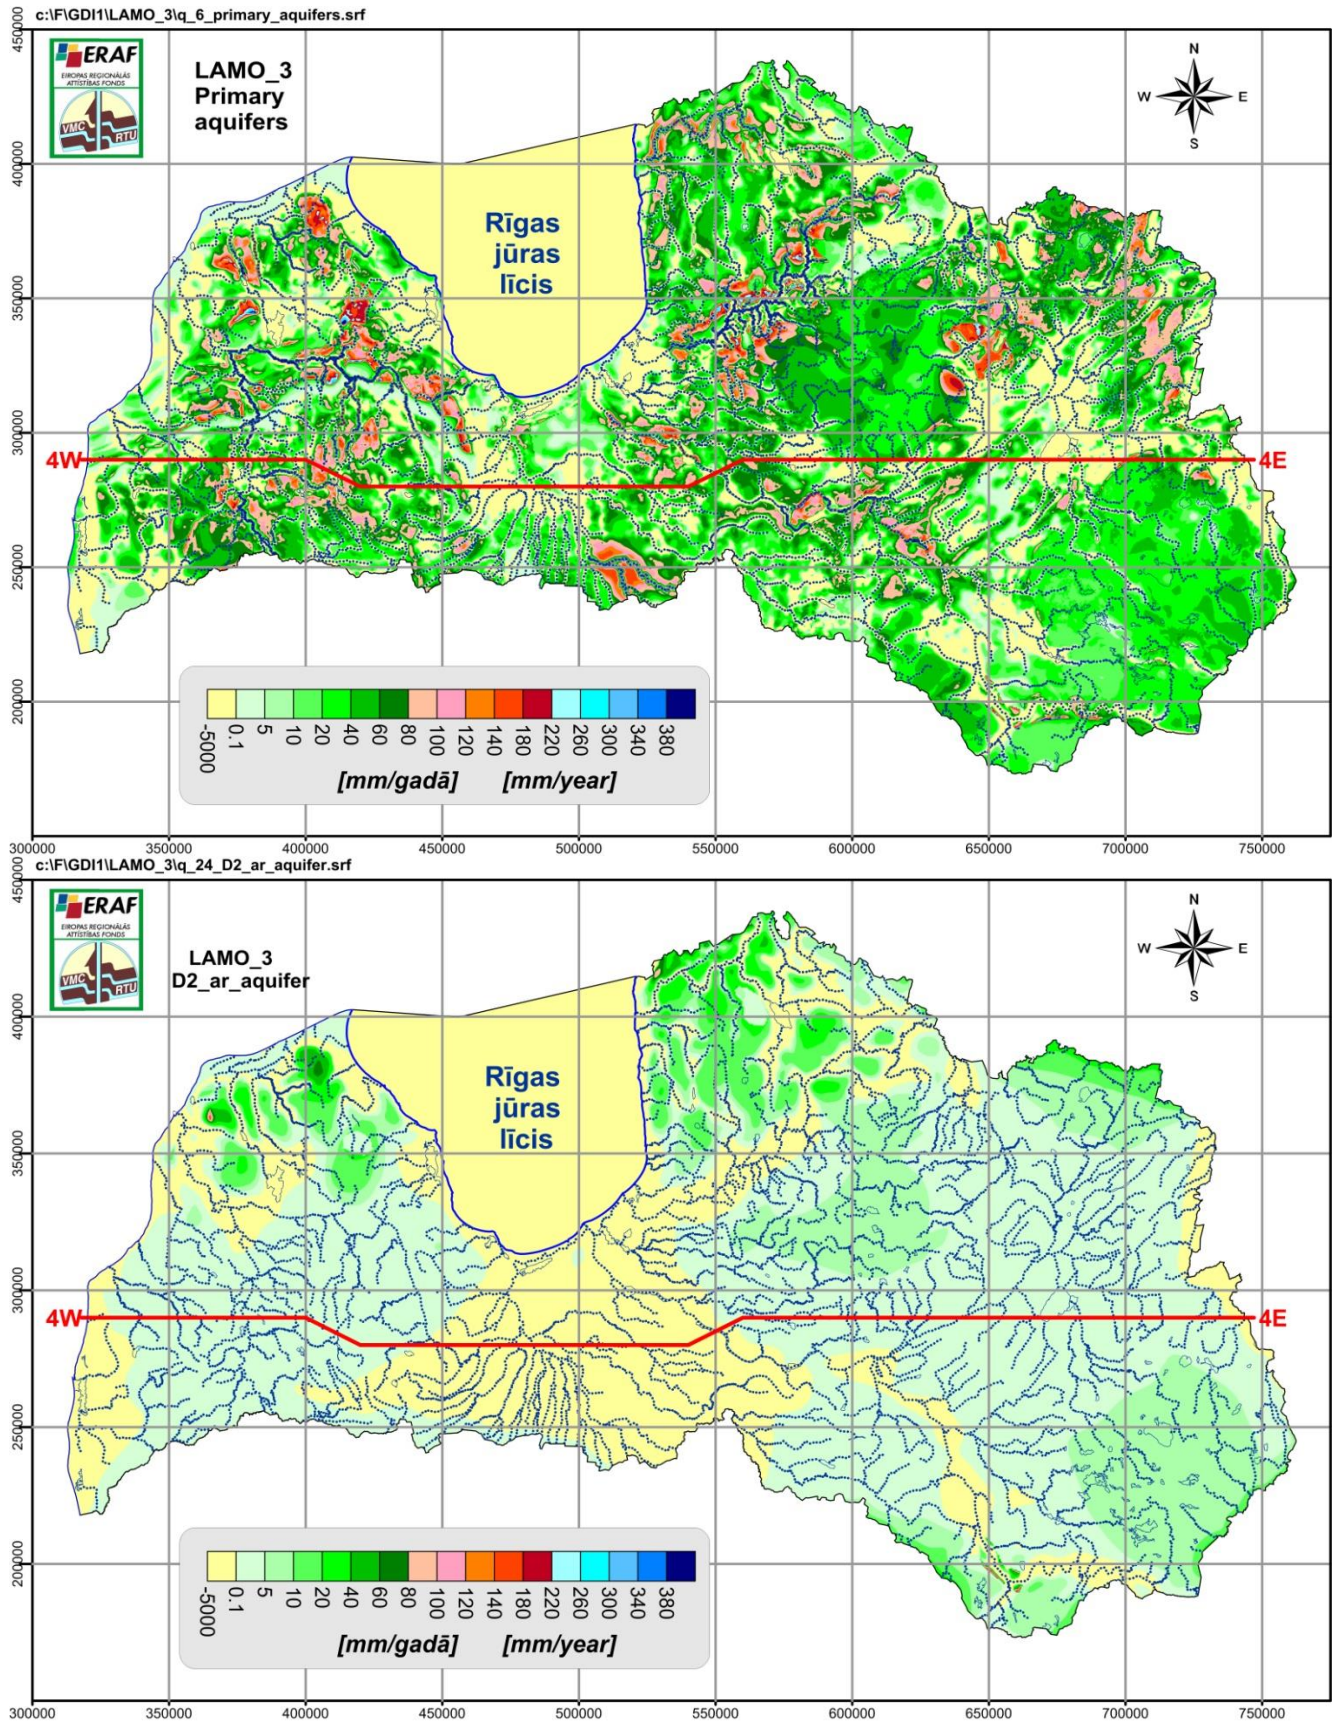 c:\F\GDI1\LAMO_3\q_6_primary_aquifers.srf
450000
ERAF
EIROPAS REGIONĀLĀS
ATTĪSTĪBAS FONDS
VMC
RTU
LAMO_3
Primary
aquifers
N
W
E
S
400000
Rīgas
jūras
līcis
350000
300000
4W
4E
250000
200000
-5000
0.1
5
10
20
40
60
80
100
120
140
180
220
260
300
340
380
[mm/gadā] [mm/year]
300000 350000 400000 450000 500000 550000 600000 650000 700000 750000
c:\F\GDI1\LAMO_3\q_24_D2_ar_aquifer.srf
450000
ERAF
EIROPAS REGIONĀLĀS
ATTĪSTĪBAS FONDS
VMC
RTU
LAMO_3
D2_ar_aquifer
N
W
E
S
400000
Rīgas
jūras
līcis
350000
300000
4W
4E
250000
200000
-5000
0.1
5
10
20
40
60
80
100
120
140
180
220
260
300
340
380
[mm/gadā] [mm/year]
300000 350000 400000 450000 500000 550000 600000 650000 700000 750000